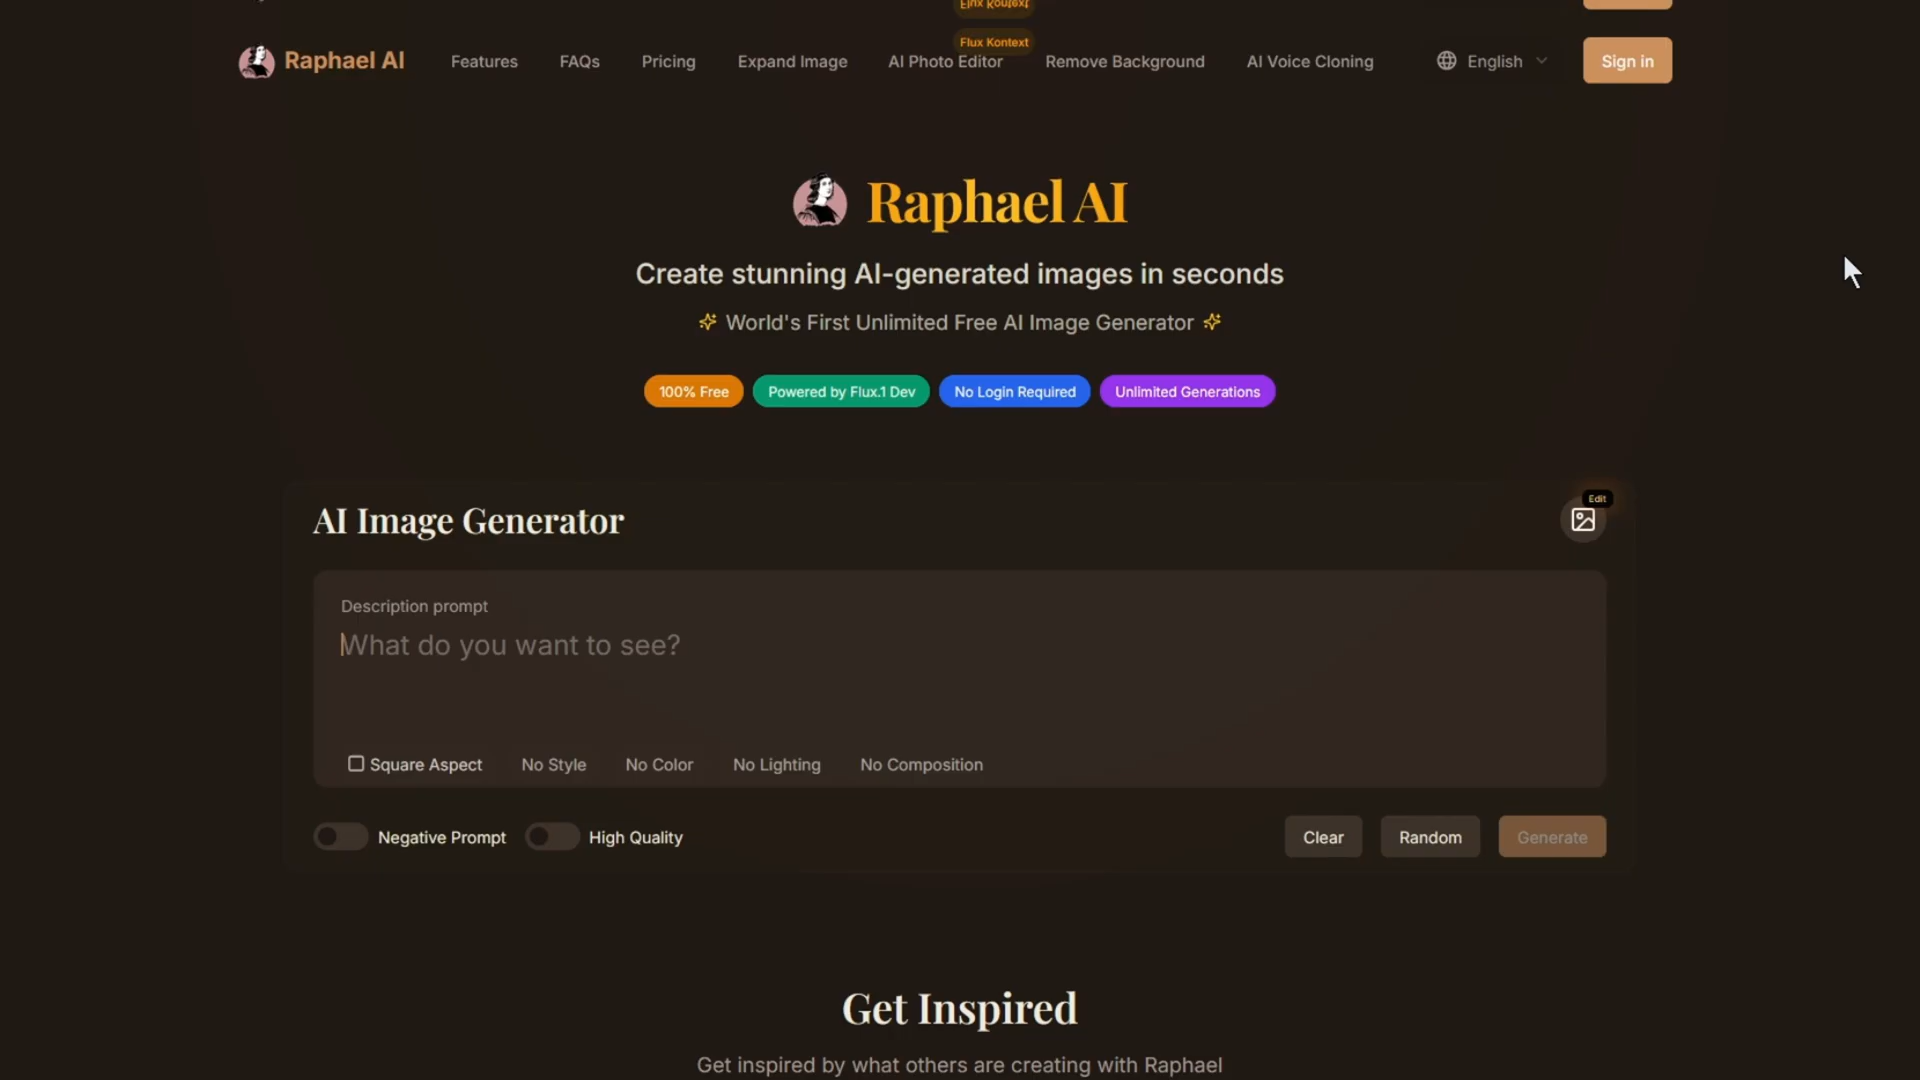 Flux Kontext
Flux Kontext
Raphael AI Features FAQs Pricing Expand Image AI Photo Editor Remove Background AI Voice Cloning English Sign in
Raphael AI
Create stunning AI-generated images in seconds
World's First Unlimited Free AI Image Generator
100% Free Powered by Flux.1 Dev No Login Required Unlimited Generations
Edit
AI Image Generator
Description prompt
What do you want to see?
Square Aspect No Style No Color No Lighting No Composition
Negative Prompt High Quality Clear Random Generate
Get Inspired
Get inspired by what others are creating with Raphael